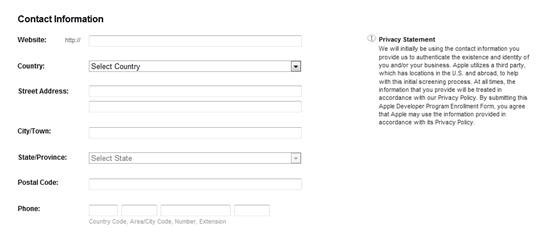 Contact Information
Website: http://
Country: Select Country
Street Address:
City/Town:
State/Province: Select State
Postal Code:
Phone:
Country Code, Area/City Code, Number, Extension
Privacy Statement
We will initially be using the contact information you
provide us to authenticate the existence and identity of
you and/or your business. Apple utilizes a third party,
which has locations in the U.S. and abroad, to help
with this initial screening process. At all times, the
information that you provide will be treated in
accordance with our Privacy Policy. By submitting this
Apple Developer Program Enrollment Form, you agree
that Apple may use the information provided in
accordance with its Privacy Policy.